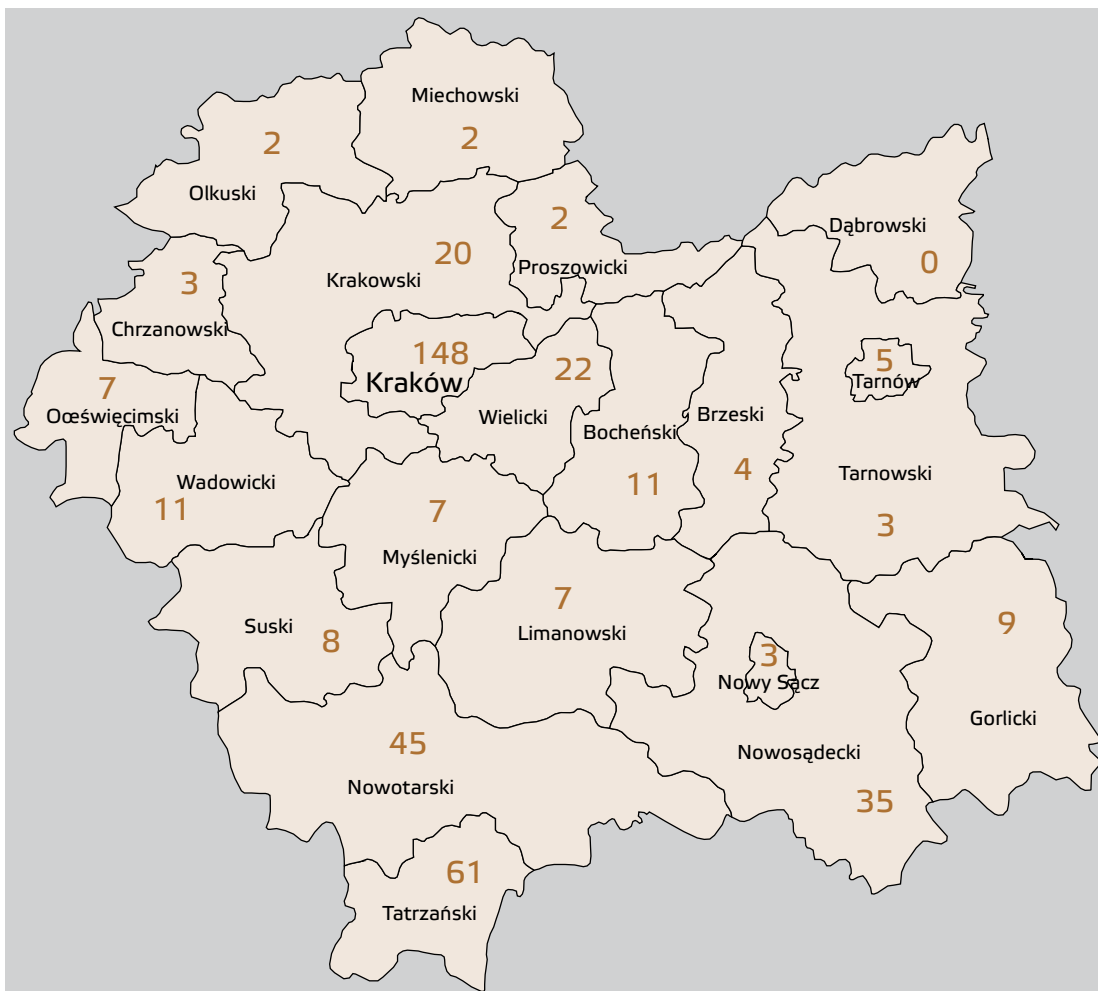 Miechowski
2
2
Olkuski
2
Proszowicki
Dąbrowski
0
20
Krakowski
3
Chrzanowski
148
Kraków
22
Wielicki
5
Tarnów
7
Oœświęcimski
Bocheński
11
Brzeski
4
Tarnowski
3
Wadowicki
11
7
Myślenicki
7
Limanowski
Suski
8
3
Nowy Sącz
9
Gorlicki
45
Nowotarski
Nowosądecki
35
61
Tatrzański